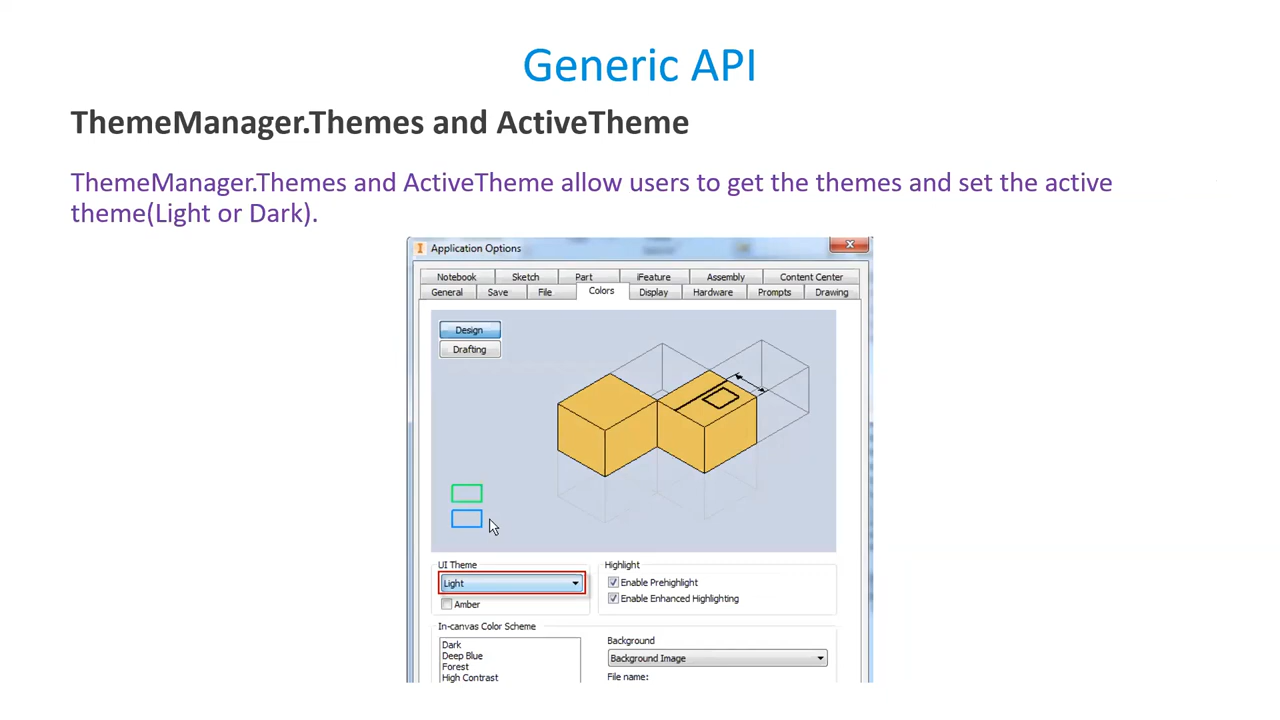 Generic API
ThemeManager.Themes and ActiveTheme
ThemeManager.Themes and ActiveTheme allow users to get the themes and set the active
theme(Light or Dark).
Application Options
Notebook Sketch Part iFeature Assembly Content Center
General Save File Colors Display Hardware Prompts Drawing
Design
Drafting
UI Theme
Light
Amber
Highlight
Enable Prehighlight
Enable Enhanced Highlighting
In-canvas Color Scheme
Dark
Deep Blue
Forest
High Contrast
Background
Background Image
File name: